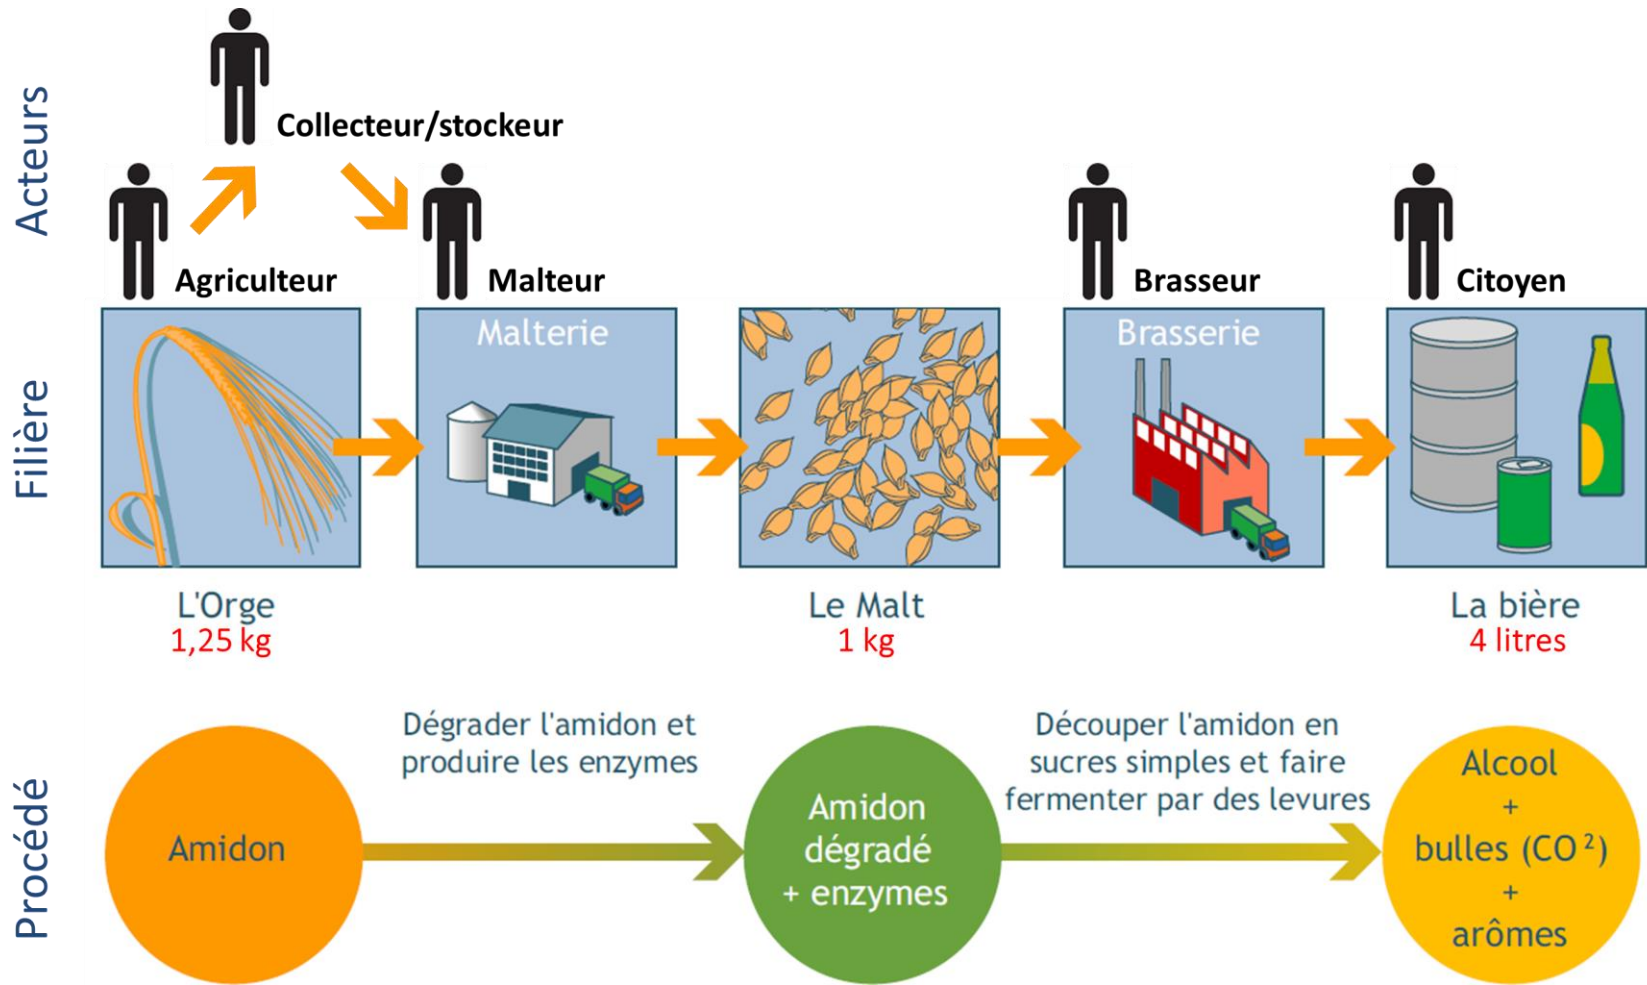 Acteurs
Collecteur/stockeur
Agriculteur
Malteur
Brasseur
Citoyen
Filière
Malterie
Brasserie
L'Orge
1,25 kg
Le Malt
1 kg
La bière
4 litres
Procédé
Amidon
Dégrader l'amidon et
produire les enzymes
Amidon
dégradé
+ enzymes
Découper l'amidon en
sucres simples et faire
fermenter par des levures
Alcool
+
bulles (CO²)
+
arômes